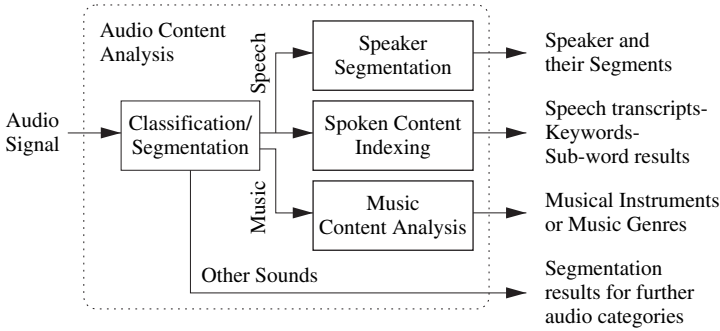 Audio Content
Analysis
Speech
Speaker
Segmentation
Speaker and
their Segments
Audio
Signal
Classification/
Segmentation
Spoken Content
Indexing
Speech transcripts-
Keywords-
Sub-word results
Music
Music
Content Analysis
Musical Instruments
or Music Genres
Other Sounds
Segmentation
results for further
audio categories